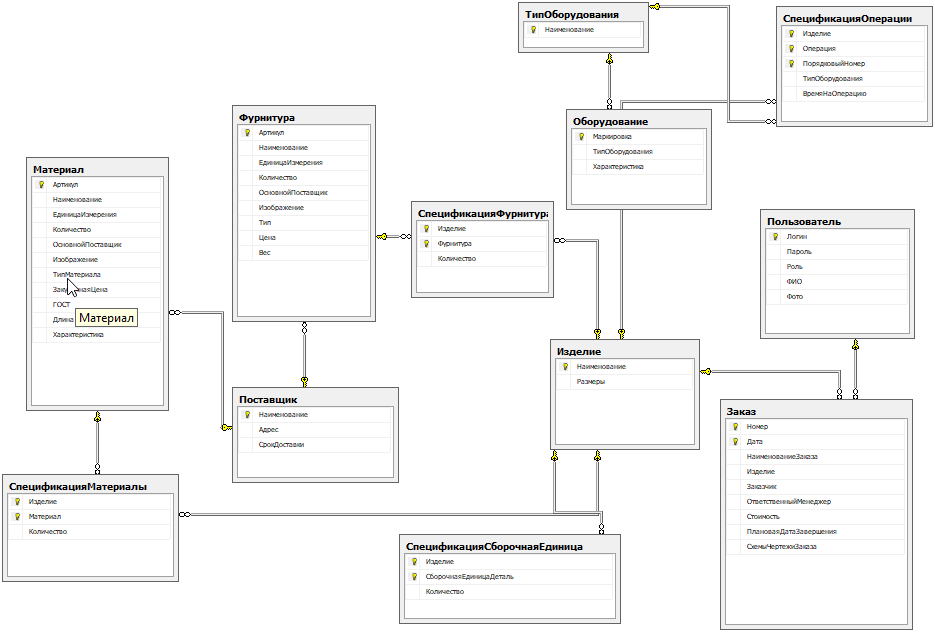 ТипОборудования
Наименование
СпецификацияОперации
Изделие
Операция
ПорядковыйНомер
ТипОборудования
ВремяНаОперацию
Фурнитура
Артикул
Наименование
ЕдиницаИзмерения
Количество
ОсновнойПоставщик
Изображение
Тип
Цена
Вес
Оборудование
Маркировка
ТипОборудования
Характеристика
Материал
Артикул
Наименование
ЕдиницаИзмерения
Количество
ОсновнойПоставщик
Изображение
ТипМатериала
ГОСТ
Длина
Материал
Характеристика
СпецификацияФурнитура
Изделие
Фурнитура
Количество
Пользователь
Логин
Пароль
Роль
ФИО
Фото
Изделие
Наименование
Размеры
Поставщик
Наименование
Адрес
СрокДоставки
Заказ
Номер
Дата
НаименованиеЗаказа
Изделие
Заказчик
ОтветственныйМенеджер
Стоимость
ПлановаяДатаЗавершения
СхемыЧертежиЗаказа
СпецификацияМатериалы
Изделие
Материал
Количество
СпецификацияСборочнаяЕдиница
Изделие
СборочнаяЕдиницаДеталь
Количество